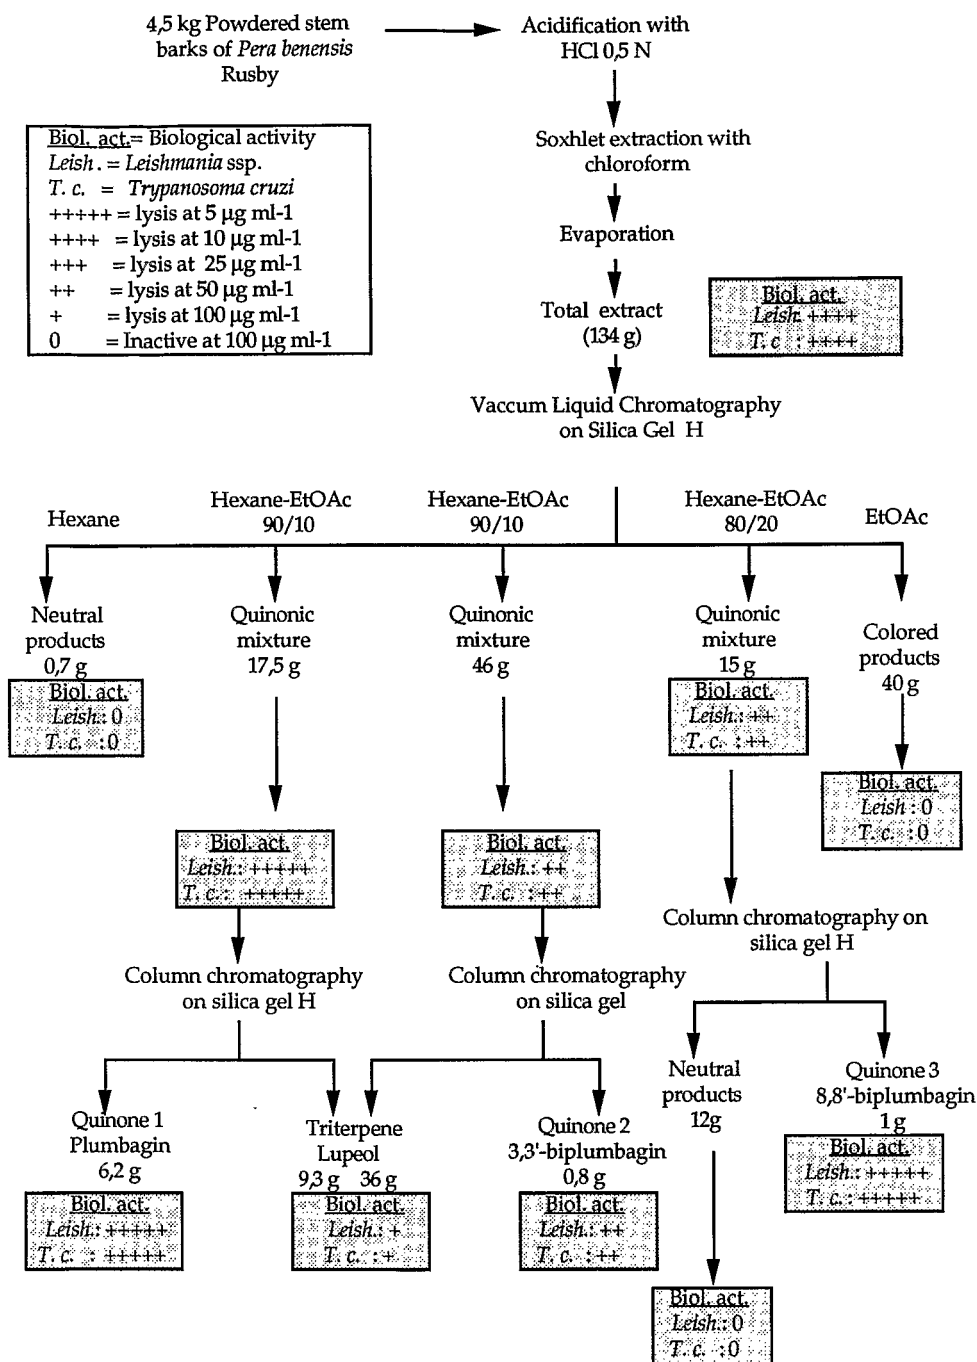 4,5 kg Powdered stem
barks of Pera benensis
Rusby
Acidification with
HCl 0,5 N
Biol. act.= Biological activity
Leish. = Leishmania ssp.
T. c. = Trypanosoma cruzi
+++++ = lysis at 5 µg ml-1
++++ = lysis at 10 µg ml-1
+++ = lysis at 25 µg ml-1
++ = lysis at 50 µg ml-1
+ = lysis at 100 µg ml-1
0 = Inactive at 100 µg ml-1
Soxhlet extraction with
chloroform
Evaporation
Total extract
(134 g)
Biol. act.
Leish: ++++
T. c : ++++
Vaccum Liquid Chromatography
on Silica Gel H
Hexane
Hexane-EtOAc
90/10
Hexane-EtOAc
90/10
Hexane-EtOAc
80/20
EtOAc
Neutral
products
0,7 g
Biol. act.
Leish.: 0
T. c. : 0
Quinonic
mixture
17,5 g
Quinonic
mixture
46 g
Quinonic
mixture
15 g
Biol. act.
Leish.: ++
T. c. : ++
Colored
products
40 g
Biol. act.
Leish : 0
T. c. : 0
Biol. act.
Leish.: +++++
T. c.: +++++
Biol. act.
Leish.: ++
T. c. : ++
Column chromatography
on silica gel H
Column chromatography
on silica gel
Column chromatography on
silica gel H
Quinone 1
Plumbagin
6,2 g
Biol. act.
Leish.: +++++
T. c. : +++++
Triterpene
Lupeol
9,3 g 36 g
Biol. act.
Leish.: +
T. c. : +
Quinone 2
3,3'-biplumbagin
0,8 g
Biol. act.
Leish.: ++
T. c. : ++
Neutral
products
12g
Biol. act.
Leish.: 0
T. c. : 0
Quinone 3
8,8'-biplumbagin
1 g
Biol. act.
Leish.: +++++
T. c. : +++++